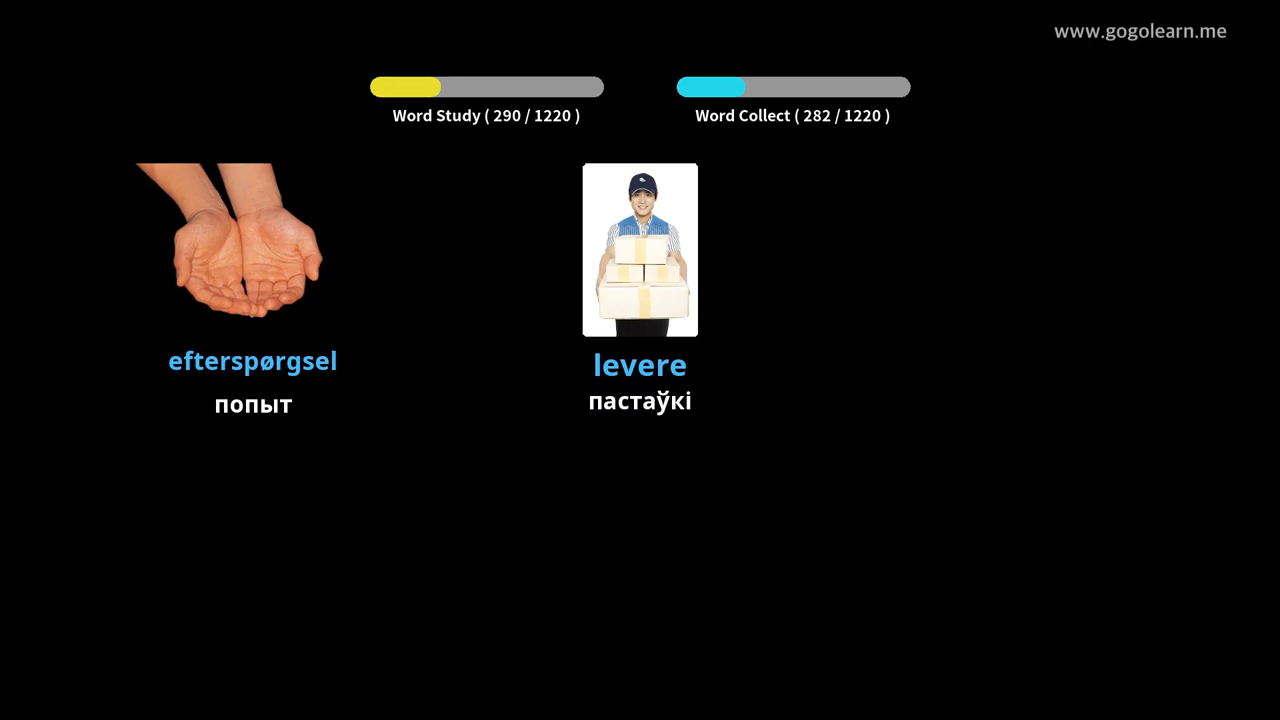 www.gogolearn.me
Word Study ( 290 / 1220 )
Word Collect ( 282 / 1220 )
efterspørgsel
попыт
levere
пастаўкі